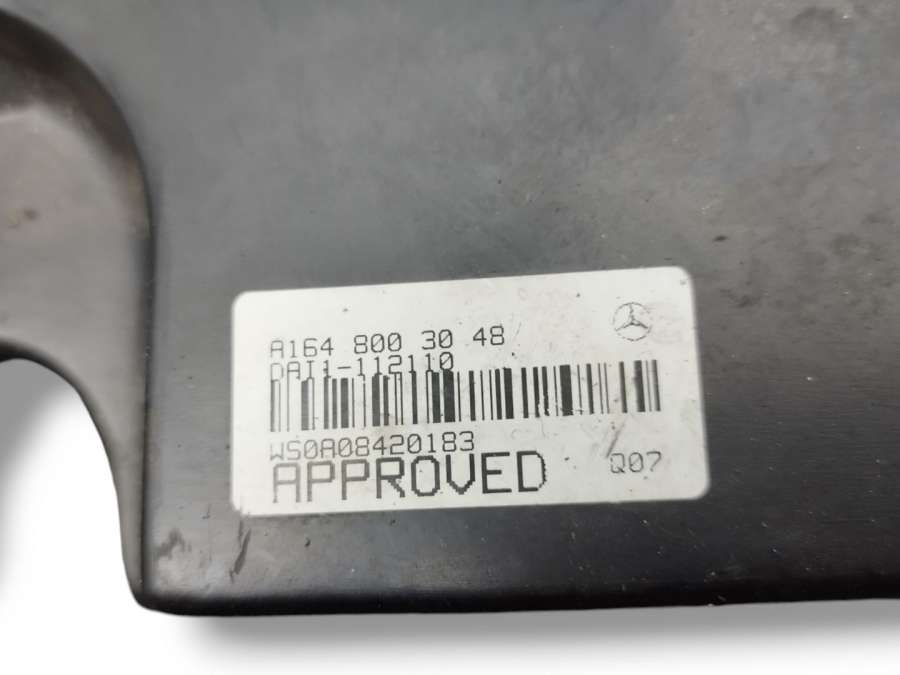 A164 800 30 48
DAI1-112110
WS0A08420183
APPROVED
Q07